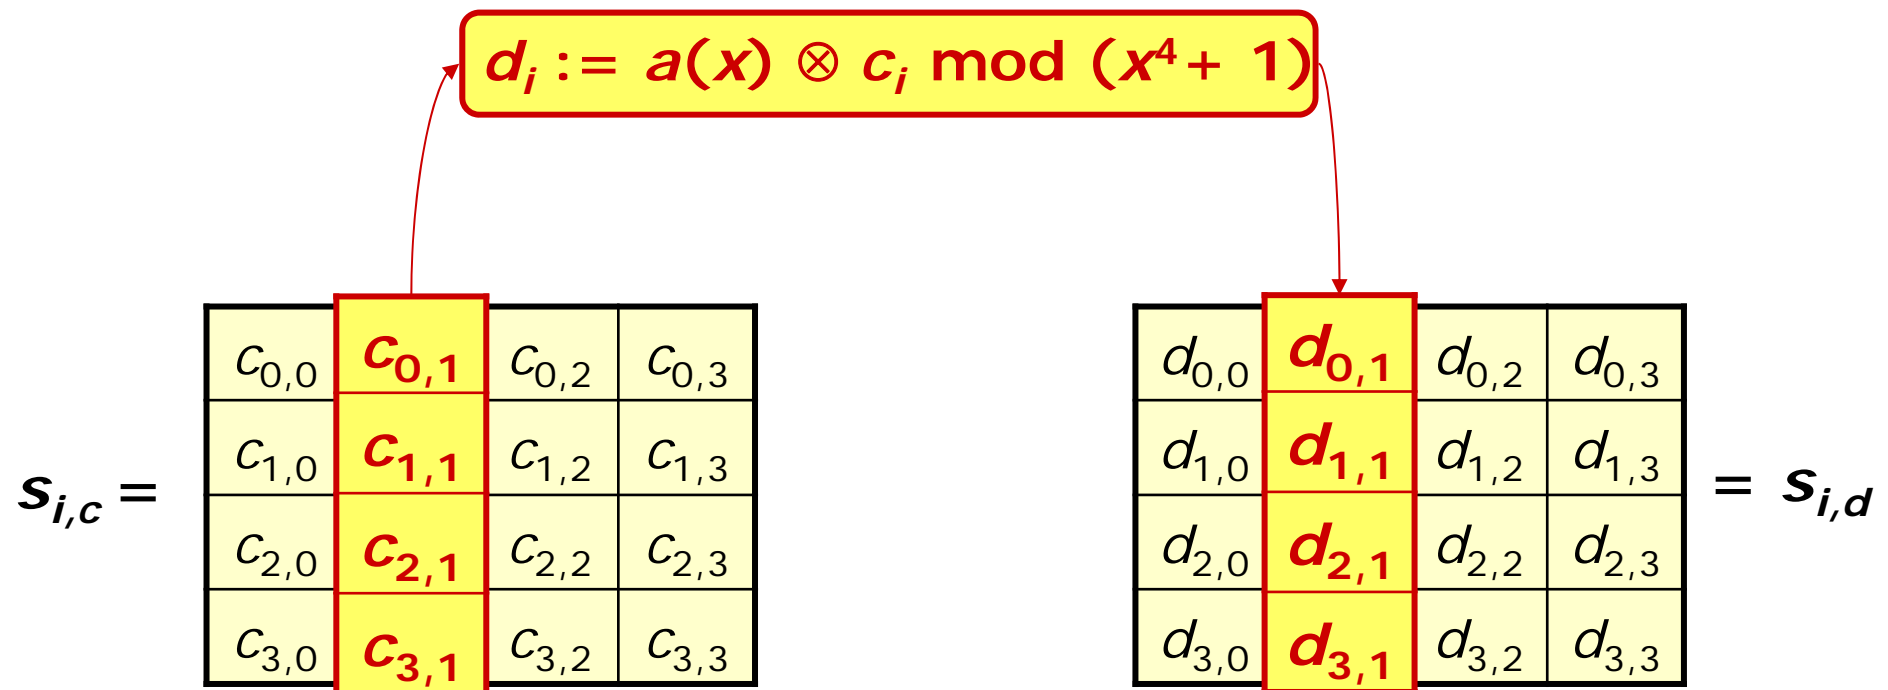 dᵢ := a(x) ⊗ cᵢ mod (x⁴ + 1)
c0,0 c0,1 c0,2 c0,3
c1,0 c1,1 c1,2 c1,3
c2,0 c2,1 c2,2 c2,3
c3,0 c3,1 c3,2 c3,3
si,c =
d0,0 d0,1 d0,2 d0,3
d1,0 d1,1 d1,2 d1,3
d2,0 d2,1 d2,2 d2,3
d3,0 d3,1 d3,2 d3,3
= si,d